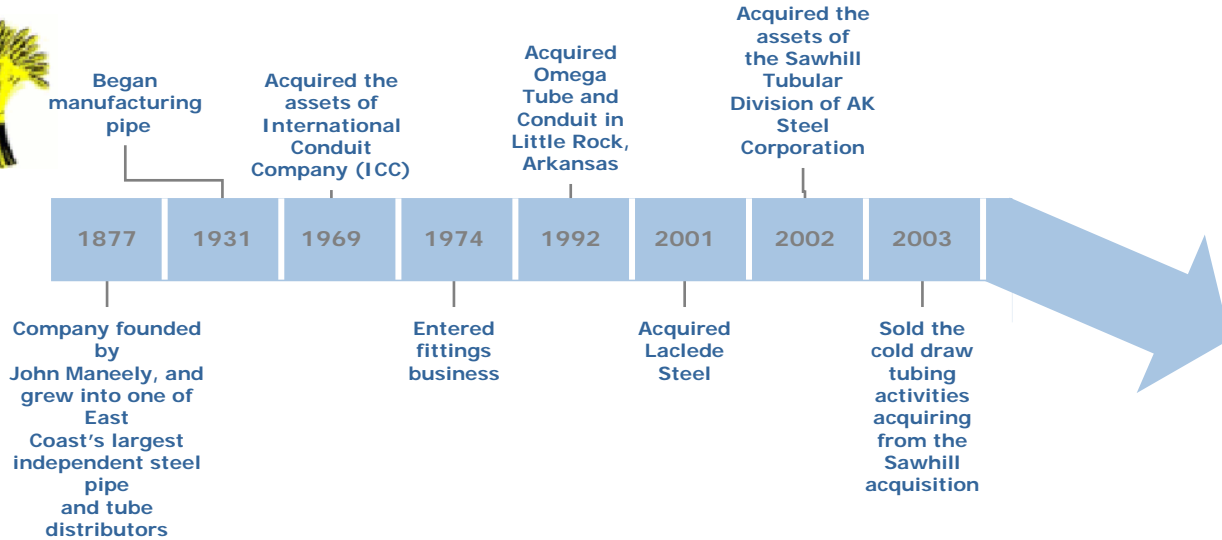 Began
manufacturing
pipe
Acquired the
assets of
International
Conduit
Company (ICC)
Acquired
Omega
Tube and
Conduit in
Little Rock,
Arkansas
Acquired the
assets of
the Sawhill
Tubular
Division of AK
Steel
Corporation
1877 1931 1969 1974 1992 2001 2002 2003
Company founded
by
John Maneely, and
grew into one of
East
Coast's largest
independent steel
pipe
and tube
distributors
Entered
fittings
business
Acquired
Laclede
Steel
Sold the
cold draw
tubing
activities
acquiring
from the
Sawhill
acquisition